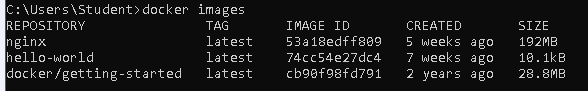 C:\Users\Student>docker images
REPOSITORY TAG IMAGE ID CREATED SIZE
nginx latest 53a18edff809 5 weeks ago 192MB
hello-world latest 74cc54e27dc4 7 weeks ago 10.1kB
docker/getting-started latest cb90f98fd791 2 years ago 28.8MB